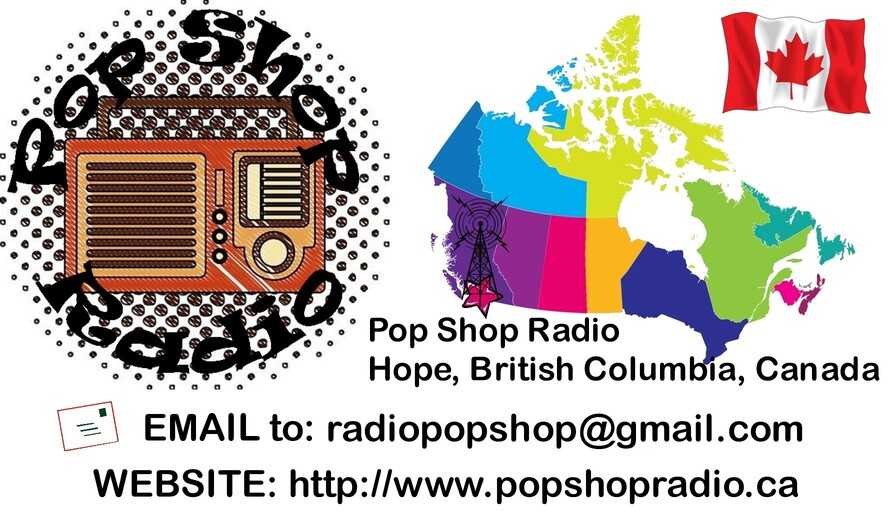 Pop Shop
Radio
Pop Shop Radio
Hope, British Columbia, Canada
EMAIL to: radiopopshop@gmail.com
WEBSITE: http://www.popshopradio.ca